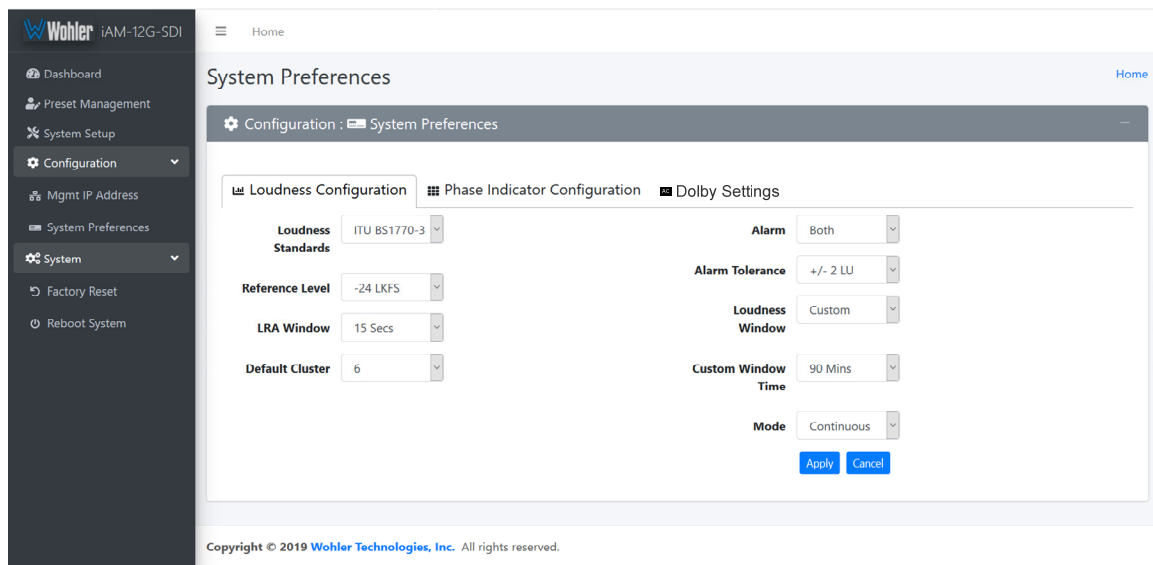 Wohler iAM-12G-SDI
Home
Dashboard
Preset Management
System Setup
Configuration
Mgmt IP Address
System Preferences
System
Factory Reset
Reboot System
System Preferences
Home
Configuration : System Preferences
Loudness Configuration
Phase Indicator Configuration
AC Dolby Settings
Loudness
Standards
ITU BS1770-3
Reference Level
-24 LKFS
LRA Window
15 Secs
Default Cluster
6
Alarm
Both
Alarm Tolerance
+/- 2 LU
Loudness
Window
Custom
Custom Window
Time
90 Mins
Mode
Continuous
Apply
Cancel
Copyright © 2019 Wohler Technologies, Inc. All rights reserved.